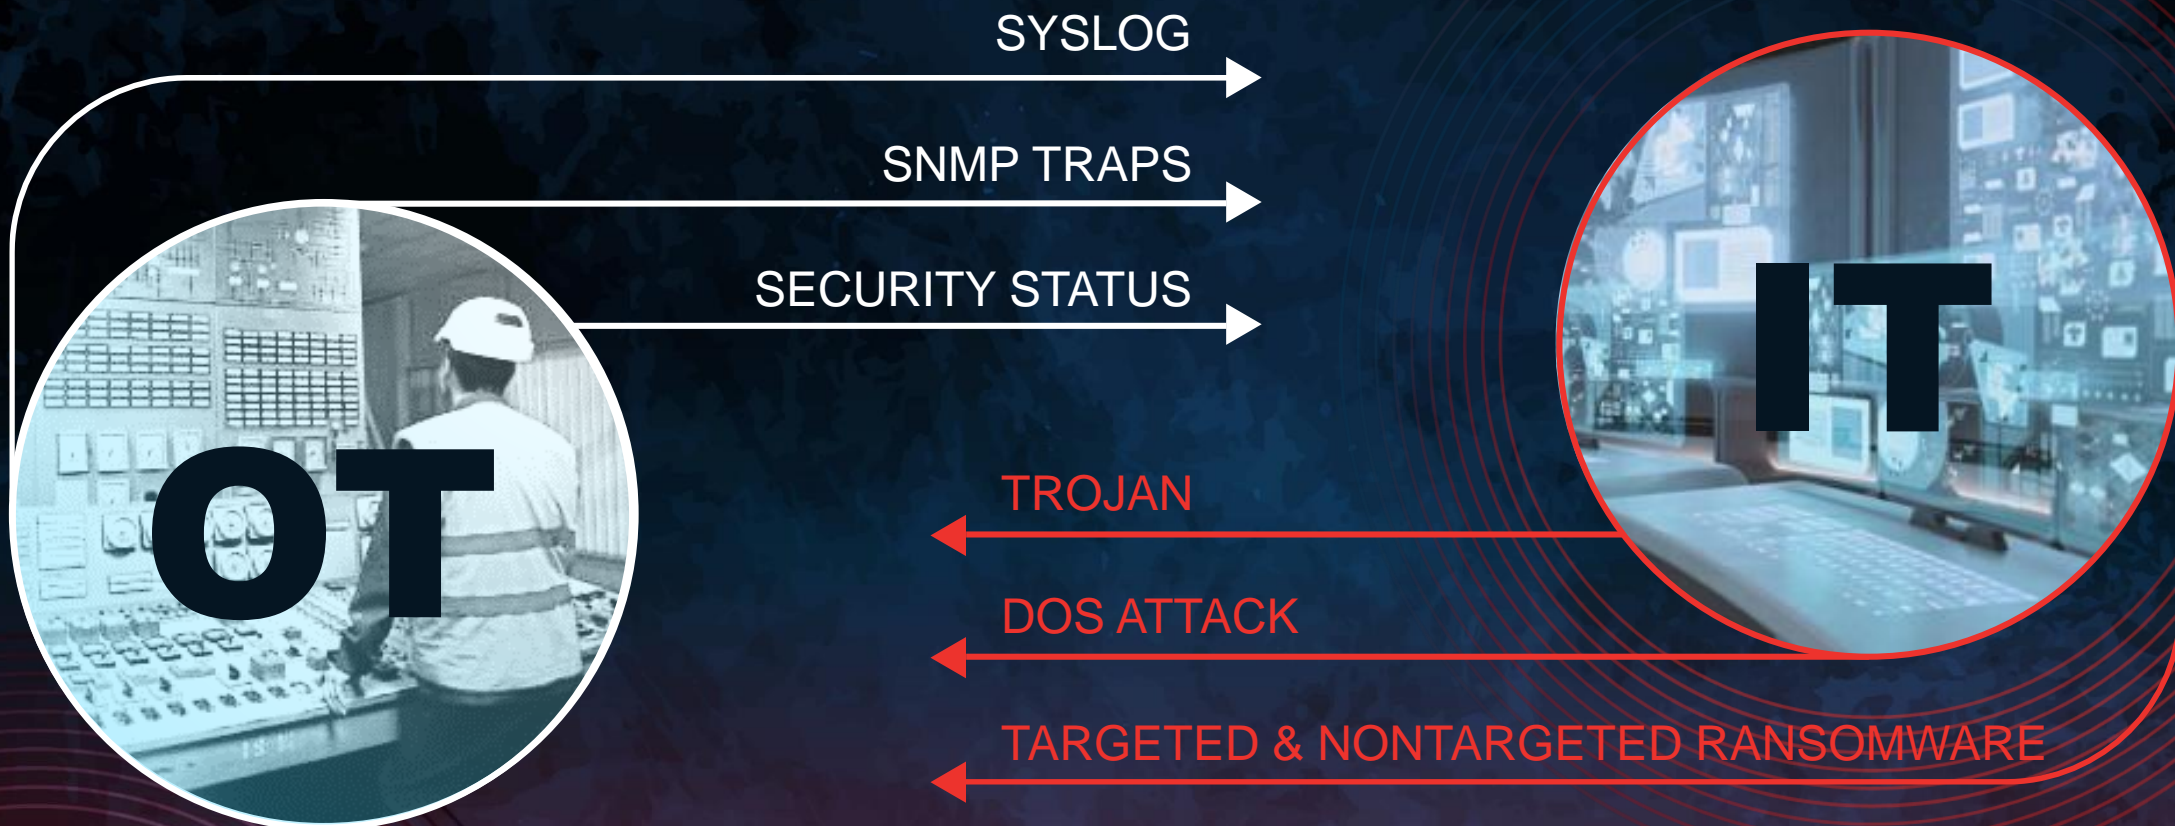 SYSLOG
SNMP TRAPS
SECURITY STATUS
OT
IT
TROJAN
DOS ATTACK
TARGETED & NONTARGETED RANSOMWARE